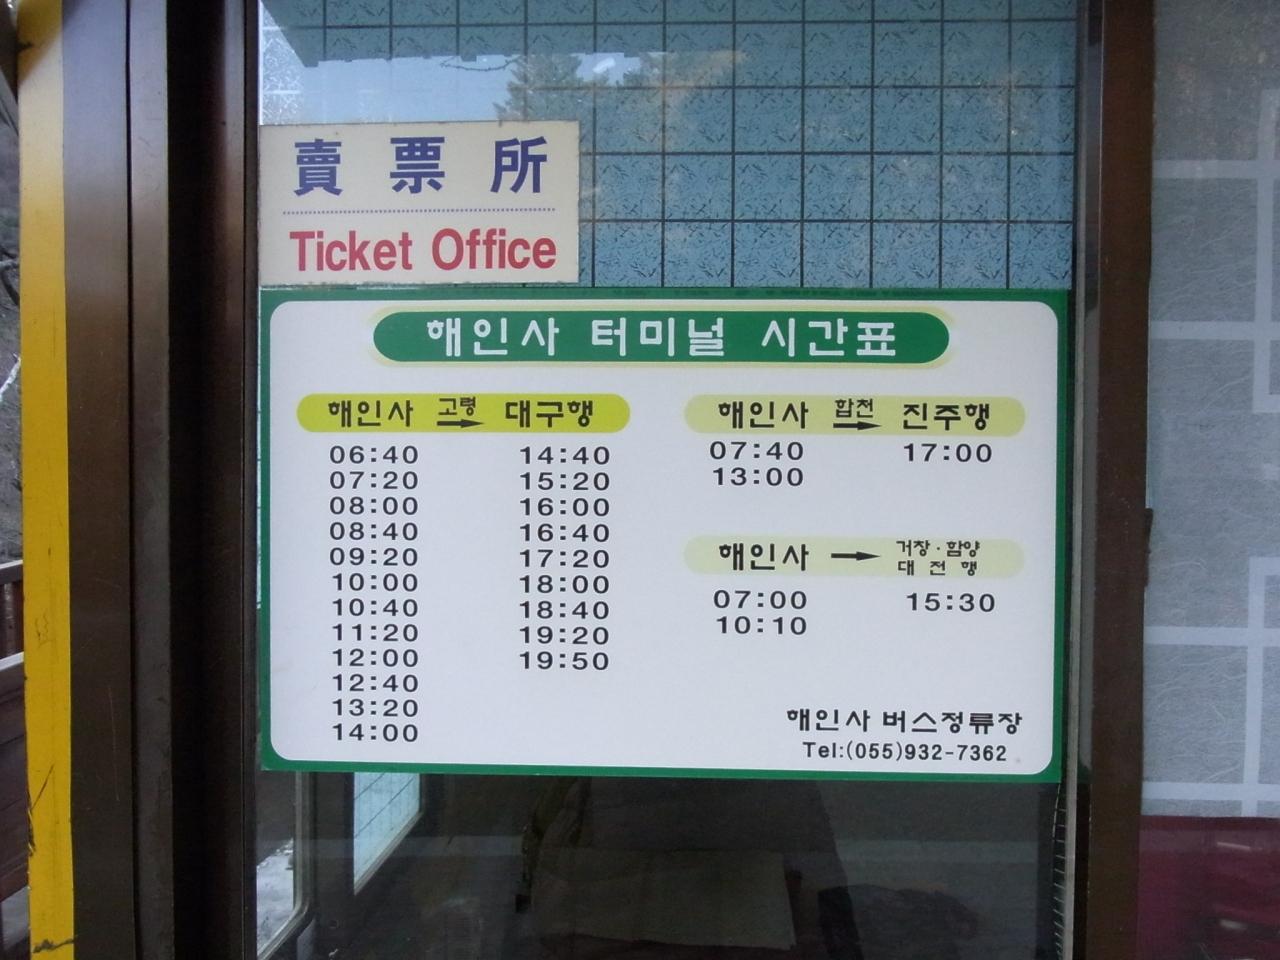 賣票所
Ticket Office
해인사 터미널 시간표
해인사 고령 → 대구행
06:40 14:40
07:20 15:20
08:00 16:00
08:40 16:40
09:20 17:20
10:00 18:00
10:40 18:40
11:20 19:20
12:00 19:50
12:40
13:20
14:00
해인사 합천 → 진주행
07:40 17:00
13:00
해인사 → 거창·함양
대전행
07:00 15:30
10:10
해인사 버스정류장
Tel:(055)932-7362